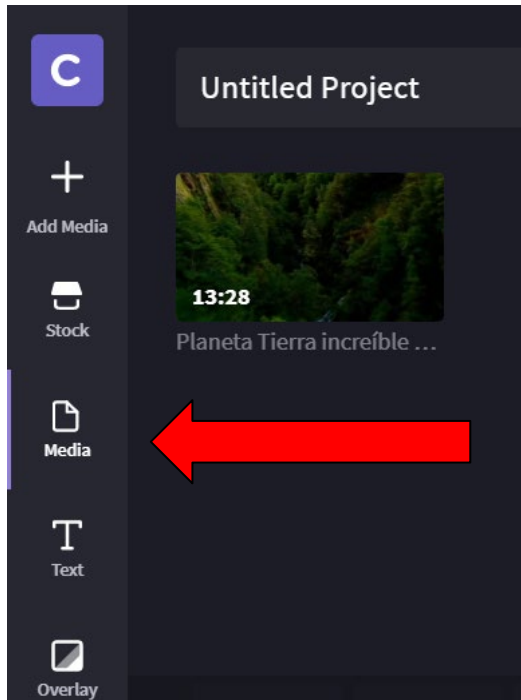 C
Untitled Project
Add Media
13:28
Stock
Planeta Tierra increíble ...
Media
T
Text
Overlay